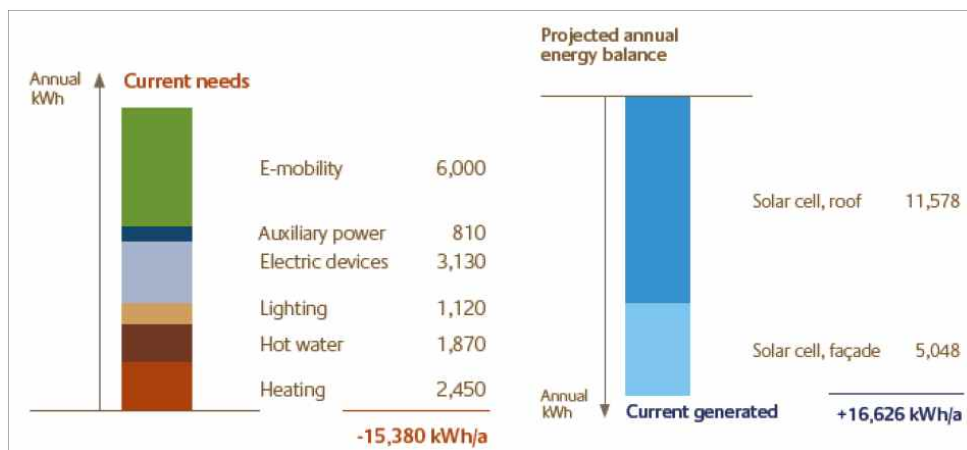 Annual
kWh
Current needs
E-mobility 6,000
Auxiliary power 810
Electric devices 3,130
Lighting 1,120
Hot water 1,870
Heating 2,450
-15,380 kWh/a
Projected annual
energy balance
Solar cell, roof 11,578
Solar cell, façade 5,048
Annual
kWh
Current generated +16,626 kWh/a